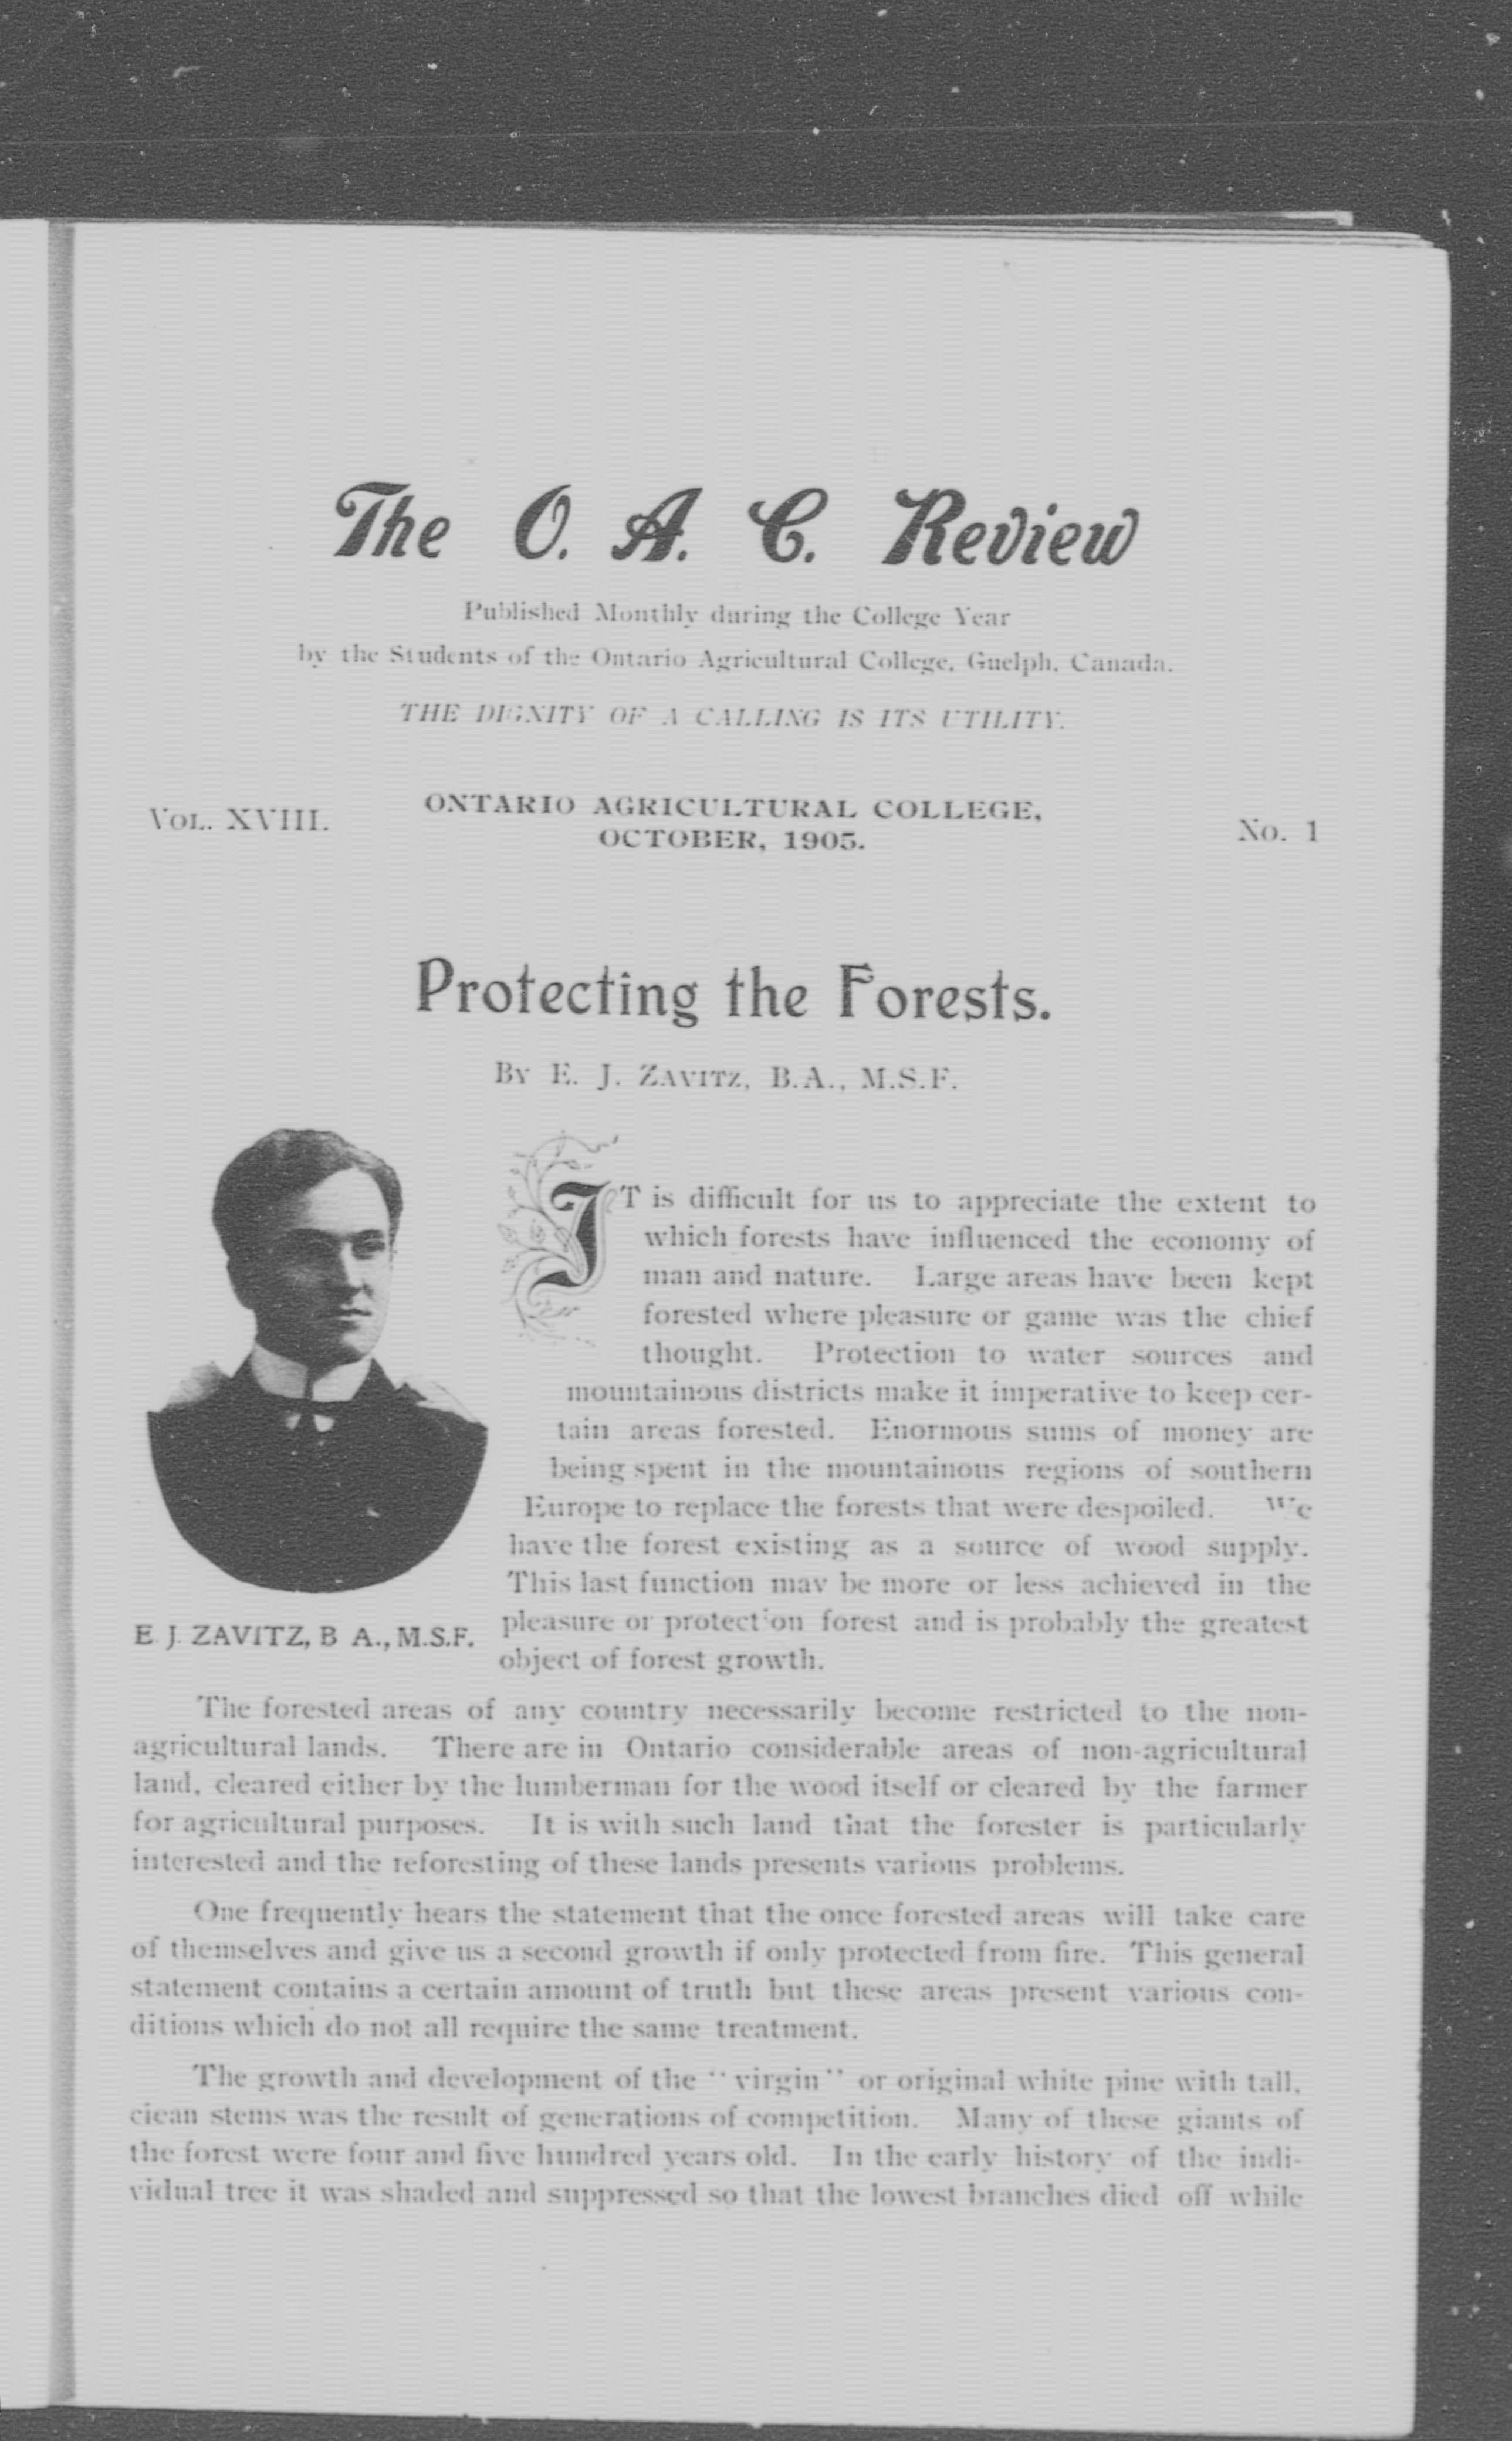 The O. A. C. Review
Published Monthly during the College Year
by the Students of the Ontario Agricultural College, Guelph, Canada.
THE DIGNITY OF A CALLING IS ITS UTILITY.
VOL. XVIII.
ONTARIO AGRICULTURAL COLLEGE,
OCTOBER, 1905.
No. 1
Protecting the Forests.
BY E. J. ZAVITZ, B.A., M.S.F.
IT is difficult for us to appreciate the extent to
which forests have influenced the economy of
man and nature. Large areas have been kept
forested where pleasure or game was the chief
thought. Protection to water sources and
mountainous districts make it imperative to keep cer-
tain areas forested. Enormous sums of money are
being spent in the mountainous regions of southern
Europe to replace the forests that were despoiled. We
have the forest existing as a source of wood supply.
This last function may be more or less achieved in the
pleasure or protection forest and is probably the greatest
object of forest growth.
E. J. ZAVITZ, B A., M.S.F.
The forested areas of any country necessarily become restricted to the non-
agricultural lands. There are in Ontario considerable areas of non-agricultural
land, cleared either by the lumberman for the wood itself or cleared by the farmer
for agricultural purposes. It is with such land that the forester is particularly
interested and the reforesting of these lands presents various problems.
One frequently hears the statement that the once forested areas will take care
of themselves and give us a second growth if only protected from fire. This general
statement contains a certain amount of truth but these areas present various con-
ditions which do not all require the same treatment.
The growth and development of the "virgin" or original white pine with tall,
clean stems was the result of generations of competition. Many of these giants of
the forest were four and five hundred years old. In the early history of the indi-
vidual tree it was shaded and suppressed so that the lowest branches died off while